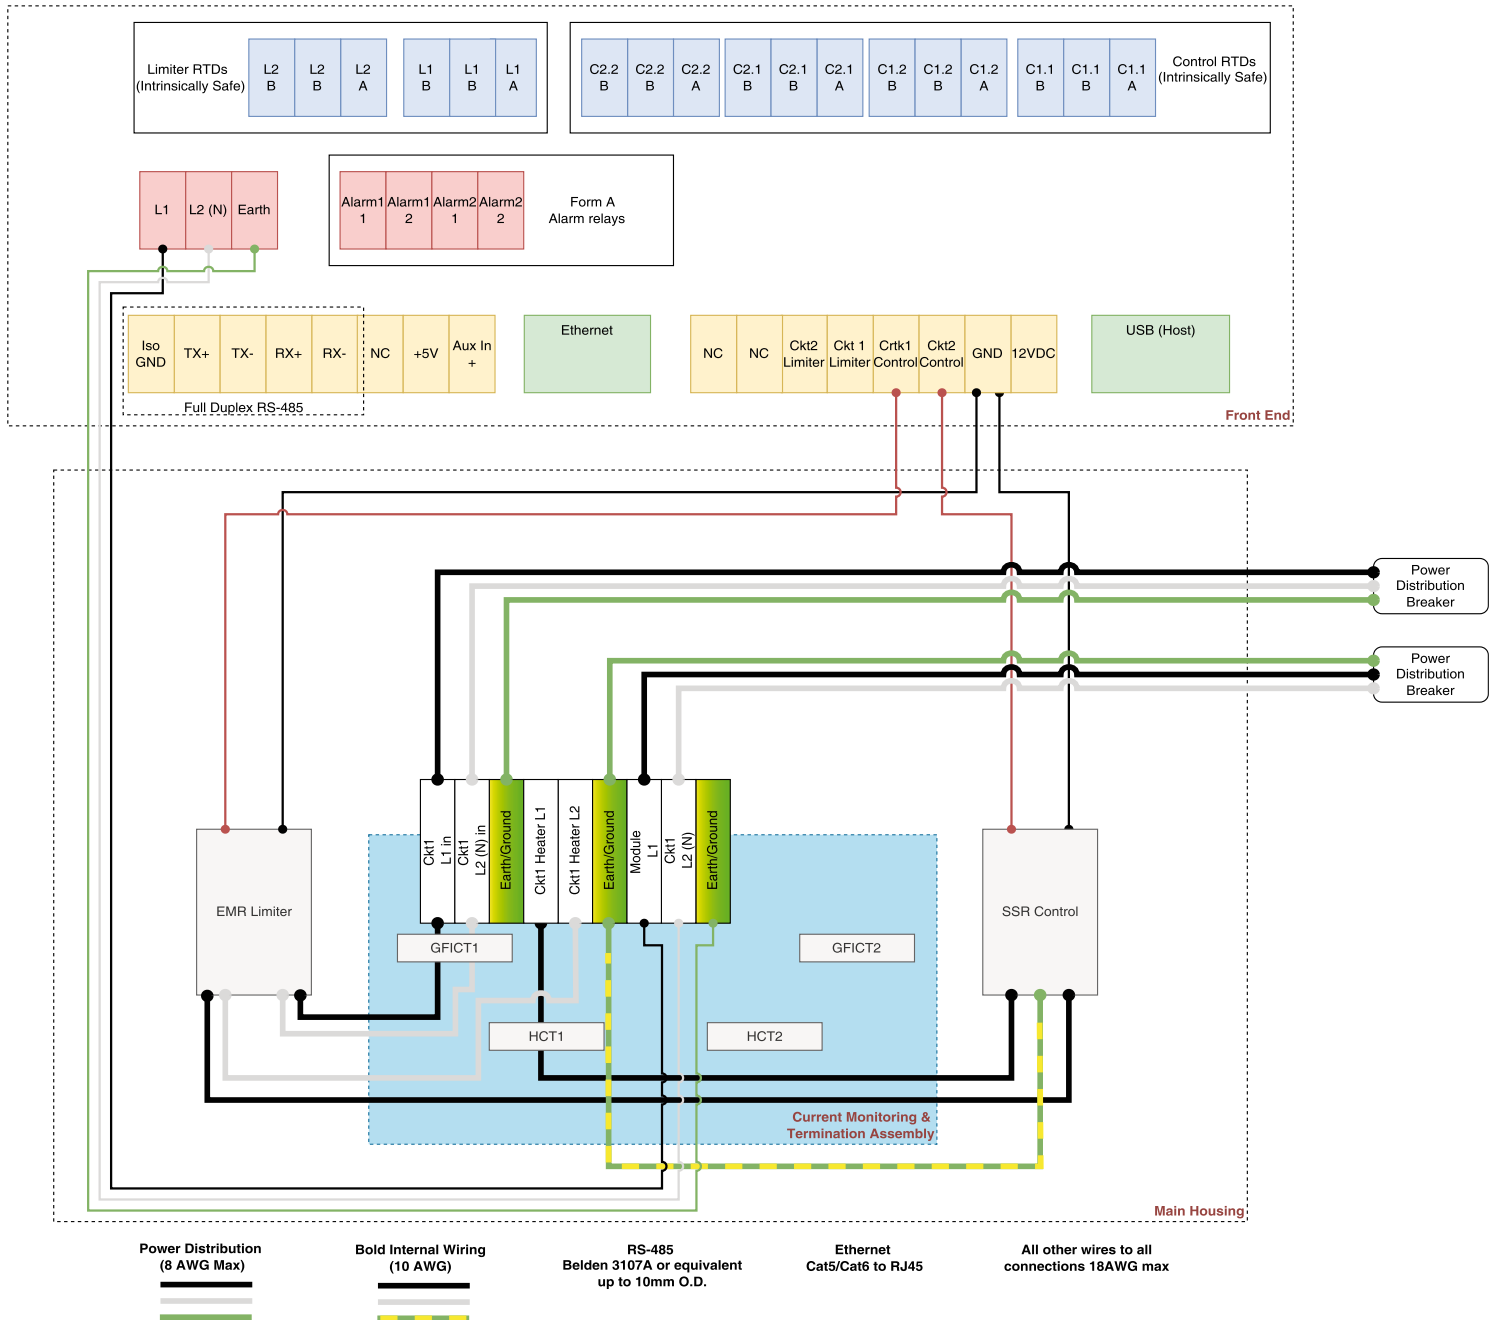 Limiter RTDs
(Intrinsically Safe)
L2
B
L2
B
L2
A
L1
B
L1
B
L1
A
C2.2
B
C2.2
B
C2.2
A
C2.1
B
C2.1
B
C2.1
A
C1.2
B
C1.2
B
C1.2
A
C1.1
B
C1.1
B
C1.1
A
Control RTDs
(Intrinsically Safe)
L1
L2 (N)
Earth
Alarm1
1
Alarm1
2
Alarm2
1
Alarm2
2
Form A
Alarm relays
Iso
GND
TX+
TX-
RX+
RX-
NC
+5V
Aux In
+
Full Duplex RS-485
Ethernet
NC
NC
Ckt2
Limiter
Ckt 1
Limiter
Crtk1
Control
Ckt2
Control
GND
12VDC
USB (Host)
Front End
Power
Distribution
Breaker
Power
Distribution
Breaker
Ckt1
L1 in
Ckt1
L2 (N) in
Earth/Ground
Ckt1 Heater L1
Ckt1 Heater L2
Earth/Ground
Module
L1
Ckt1
L2 (N)
Earth/Ground
EMR Limiter
SSR Control
GFICT1
GFICT2
HCT1
HCT2
Current Monitoring &
Termination Assembly
Main Housing
Power Distribution
(8 AWG Max)
Bold Internal Wiring
(10 AWG)
RS-485
Belden 3107A or equivalent
up to 10mm O.D.
Ethernet
Cat5/Cat6 to RJ45
All other wires to all
connections 18AWG max